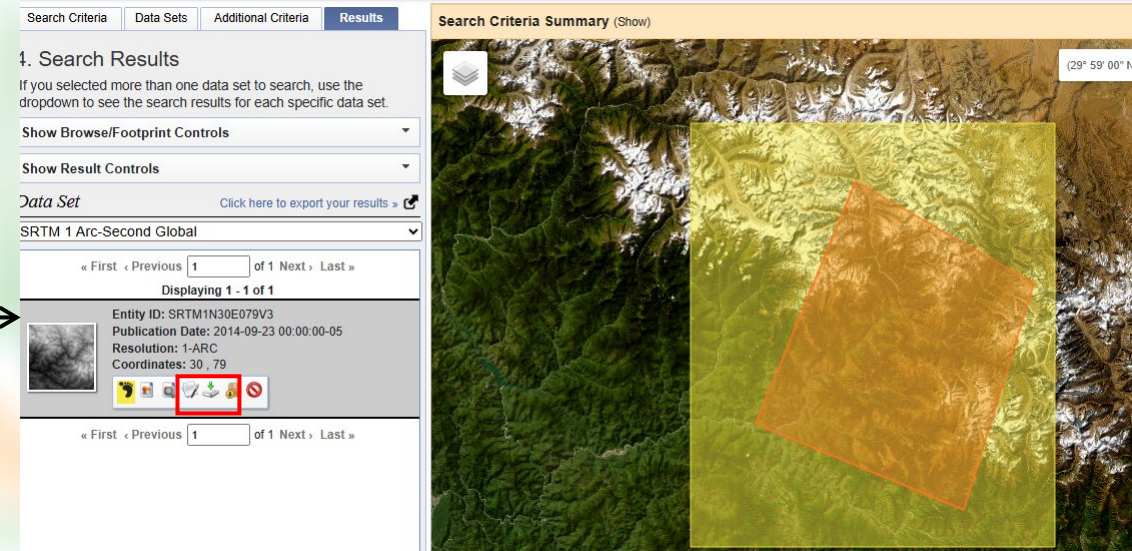 Search Criteria
Data Sets
Additional Criteria
Results
4. Search Results
If you selected more than one data set to search, use the
dropdown to see the search results for each specific data set.
Show Browse/Footprint Controls
Show Result Controls
Data Set
Click here to export your results »
SRTM 1 Arc-Second Global
« First ‹ Previous 1 of 1 Next › Last »
Displaying 1 - 1 of 1
Entity ID: SRTM1N30E079V3
Publication Date: 2014-09-23 00:00:00-05
Resolution: 1-ARC
Coordinates: 30 , 79
« First ‹ Previous 1 of 1 Next › Last »
Search Criteria Summary (Show)
(29° 59' 00" N